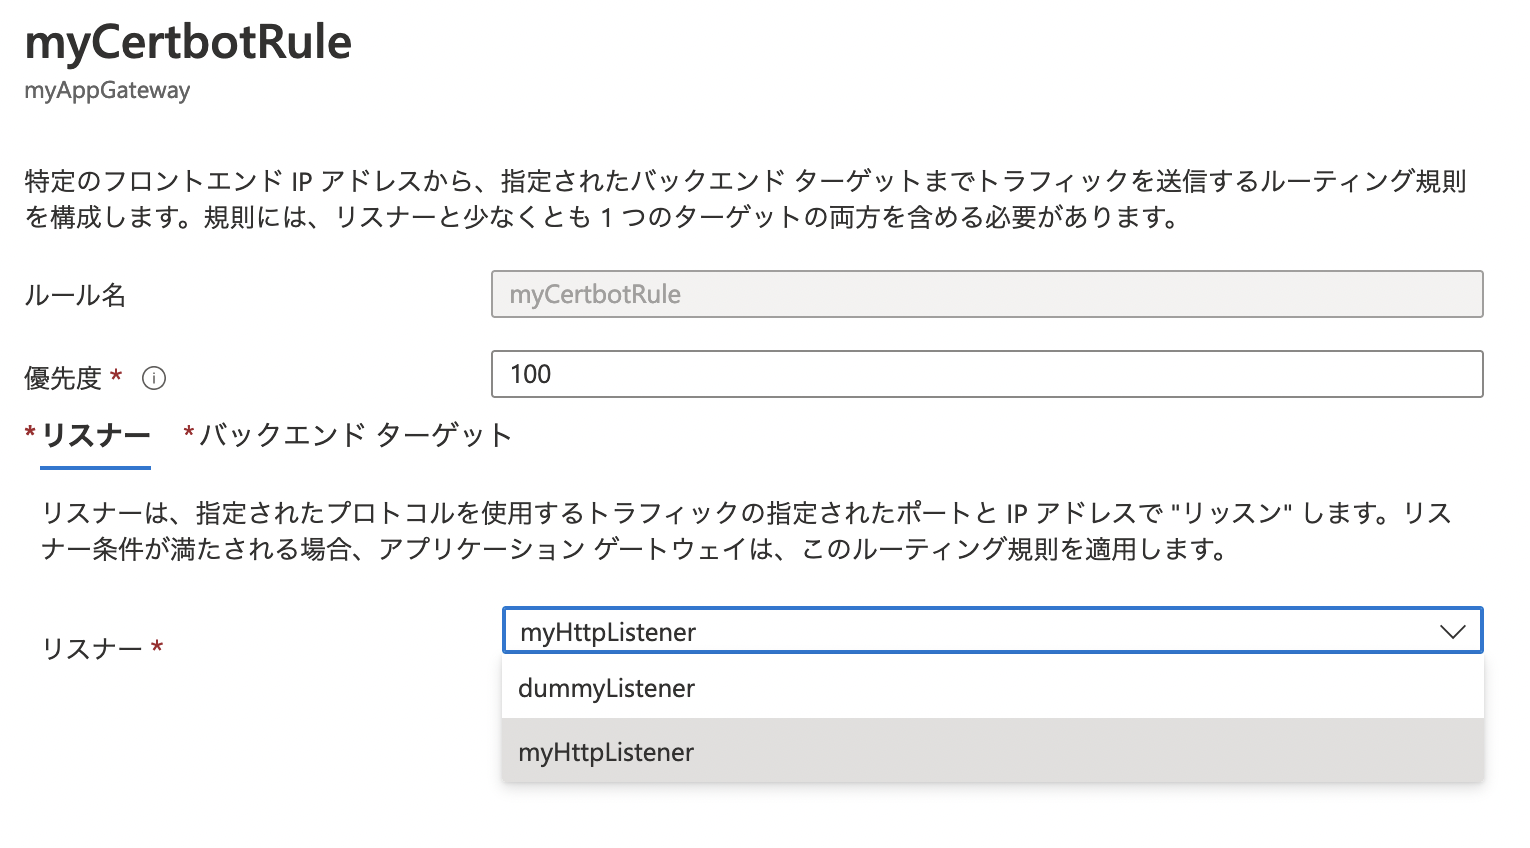 myCertbotRule
myAppGateway
特定のフロントエンド IP アドレスから、指定されたバックエンド ターゲットまでトラフィックを送信するルーティング規則
を構成します。規則には、リスナーと少なくとも 1 つのターゲットの両方を含める必要があります。
ルール名
myCertbotRule
優先度 *
100
* リスナー * バックエンド ターゲット
リスナーは、指定されたプロトコルを使用するトラフィックの指定されたポートと IP アドレスで "リッスン" します。リス
ナー条件が満たされる場合、アプリケーション ゲートウェイは、このルーティング規則を適用します。
リスナー *
myHttpListener
dummyListener
myHttpListener